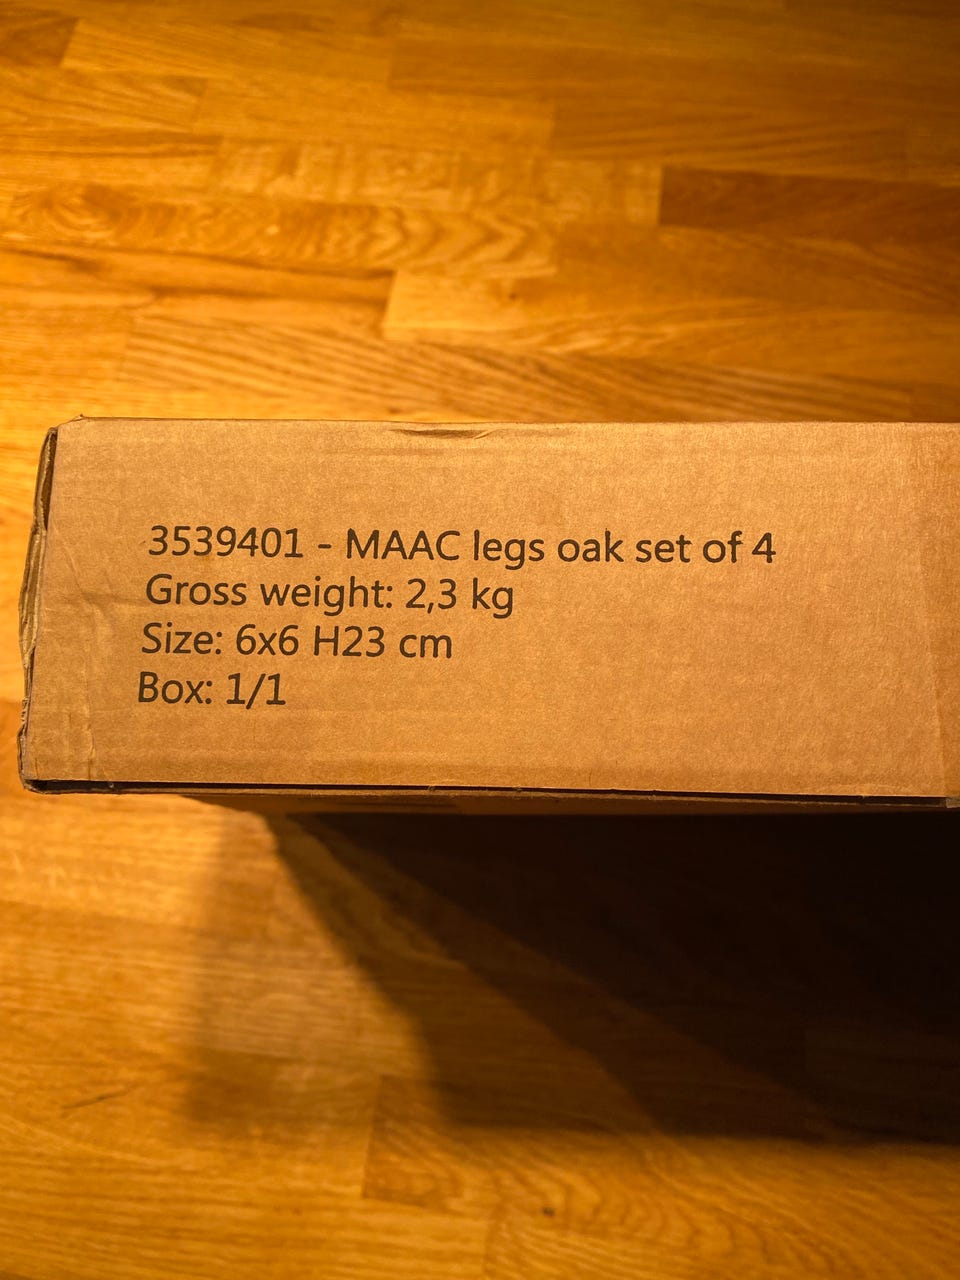 3539401 - MAAC legs oak set of 4
Gross weight: 2,3 kg
Size: 6x6 H23 cm
Box: 1/1